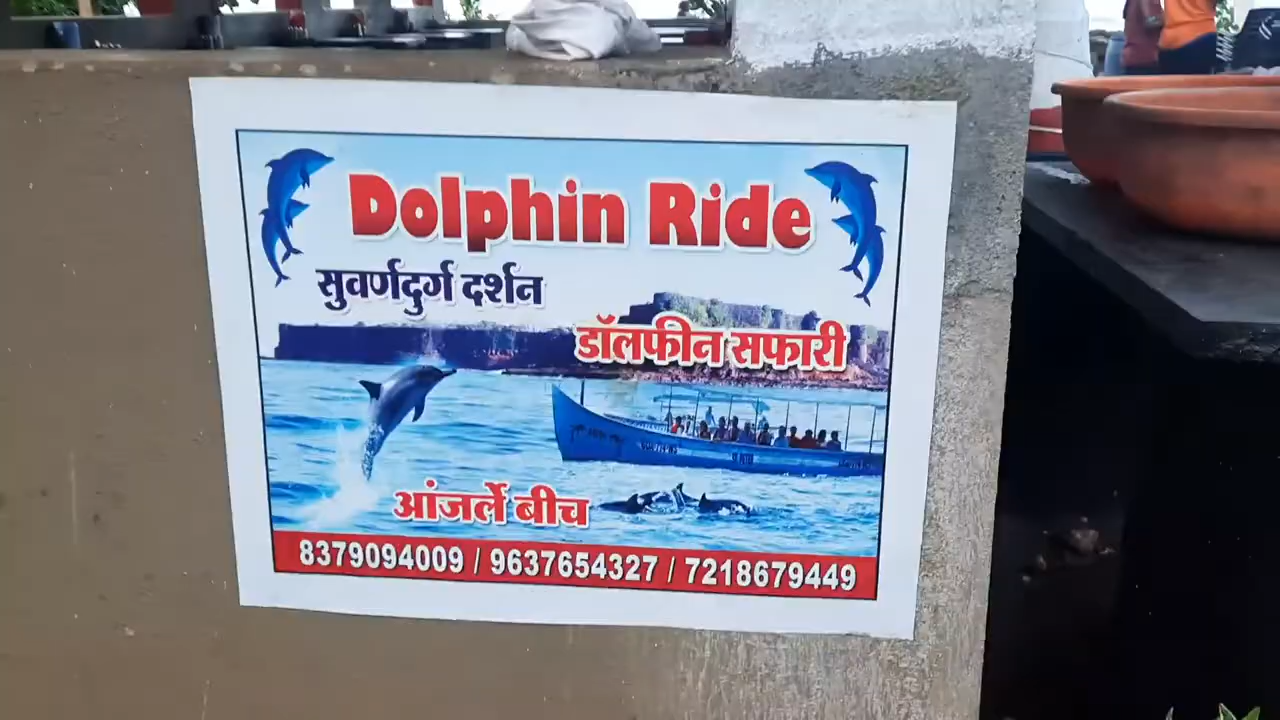 Dolphin Ride
सुवर्णदुर्ग दर्शन
डॉलफीन सफारी
आंजर्ले बीच
8379094009 / 9637654327 / 7218679449